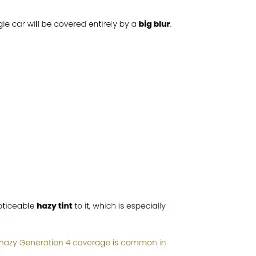 gle car will be covered entirely by a big blur.
oticeable hazy tint to it, which is especially
hazy Generation 4 coverage is common in